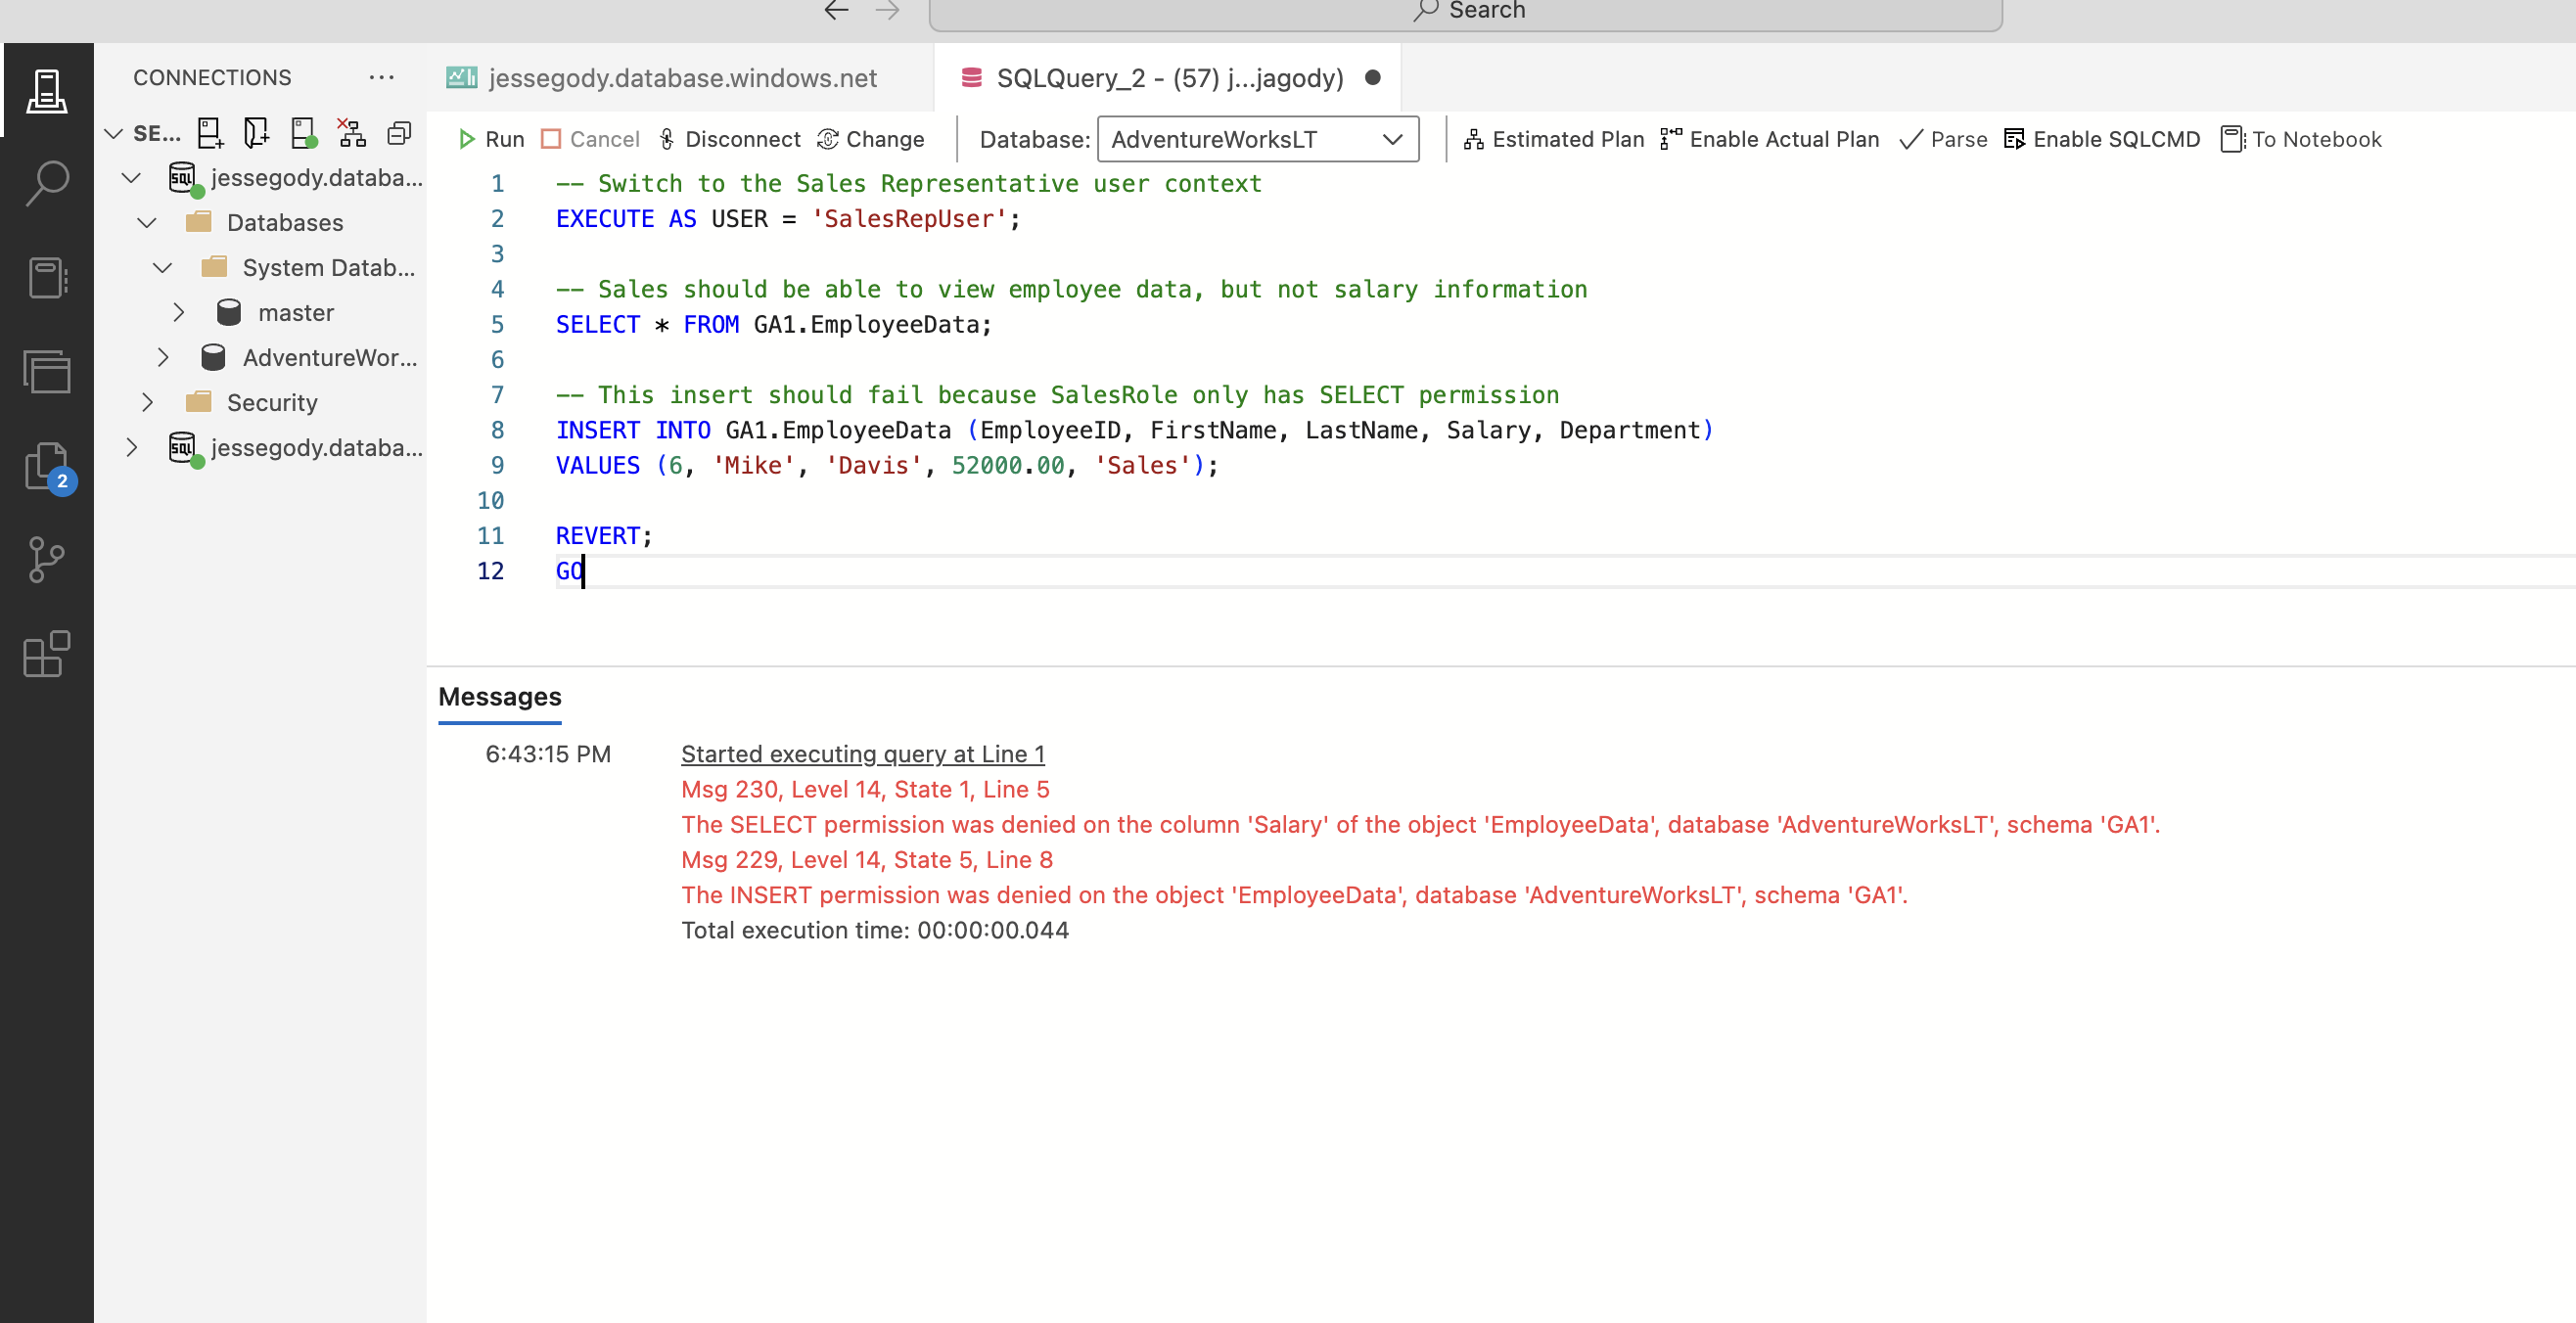 Search
CONNECTIONS ···
SE...
jessegody.databa...
Databases
System Datab...
master
AdventureWor...
Security
jessegody.databa...
2
jessegody.database.windows.net
SQLQuery_2 - (57) j...jagody)
Run Cancel Disconnect Change Database: AdventureWorksLT Estimated Plan Enable Actual Plan Parse Enable SQLCMD To Notebook
1 -- Switch to the Sales Representative user context
2 EXECUTE AS USER = 'SalesRepUser';
3
4 -- Sales should be able to view employee data, but not salary information
5 SELECT * FROM GA1.EmployeeData;
6
7 -- This insert should fail because SalesRole only has SELECT permission
8 INSERT INTO GA1.EmployeeData (EmployeeID, FirstName, LastName, Salary, Department)
9 VALUES (6, 'Mike', 'Davis', 52000.00, 'Sales');
10
11 REVERT;
12 GO
Messages
6:43:15 PM Started executing query at Line 1
Msg 230, Level 14, State 1, Line 5
The SELECT permission was denied on the column 'Salary' of the object 'EmployeeData', database 'AdventureWorksLT', schema 'GA1'.
Msg 229, Level 14, State 5, Line 8
The INSERT permission was denied on the object 'EmployeeData', database 'AdventureWorksLT', schema 'GA1'.
Total execution time: 00:00:00.044